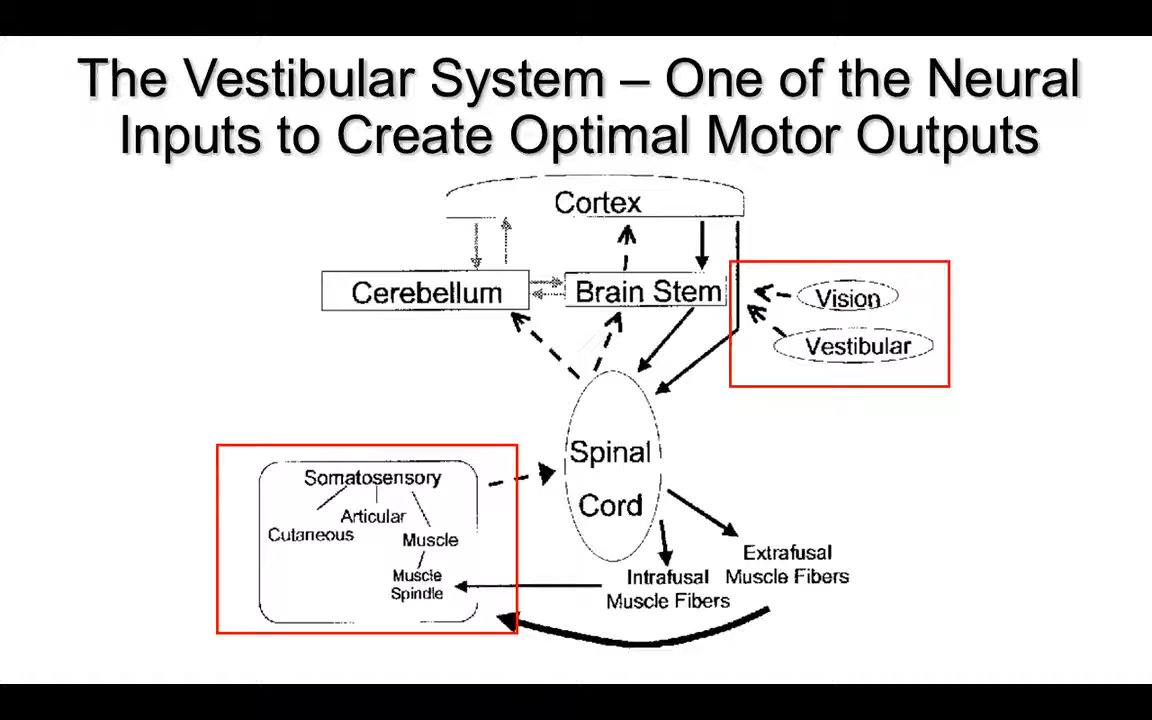 The Vestibular System – One of the Neural
Inputs to Create Optimal Motor Outputs
Cortex
Cerebellum
Brain Stem
Vision
Vestibular
Spinal
Cord
Somatosensory
Articular
Cutaneous
Muscle
Muscle
Spindle
Intrafusal
Muscle Fibers
Extrafusal
Muscle Fibers